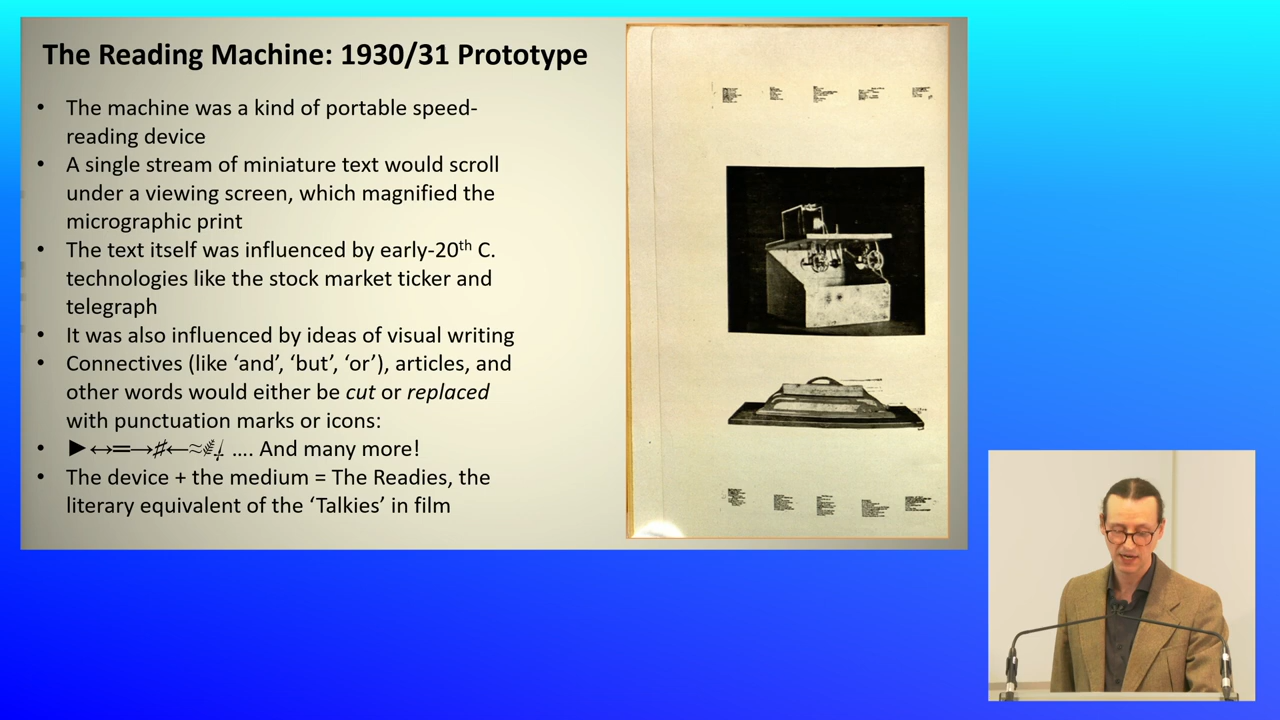 The Reading Machine: 1930/31 Prototype
• The machine was a kind of portable speed-
reading device
• A single stream of miniature text would scroll
under a viewing screen, which magnified the
micrographic print
• The text itself was influenced by early-20th C.
technologies like the stock market ticker and
telegraph
• It was also influenced by ideas of visual writing
• Connectives (like ‘and’, ‘but’, ‘or’), articles, and
other words would either be cut or replaced
with punctuation marks or icons:
• .... And many more!
• The device + the medium = The Readies, the
literary equivalent of the ‘Talkies’ in film